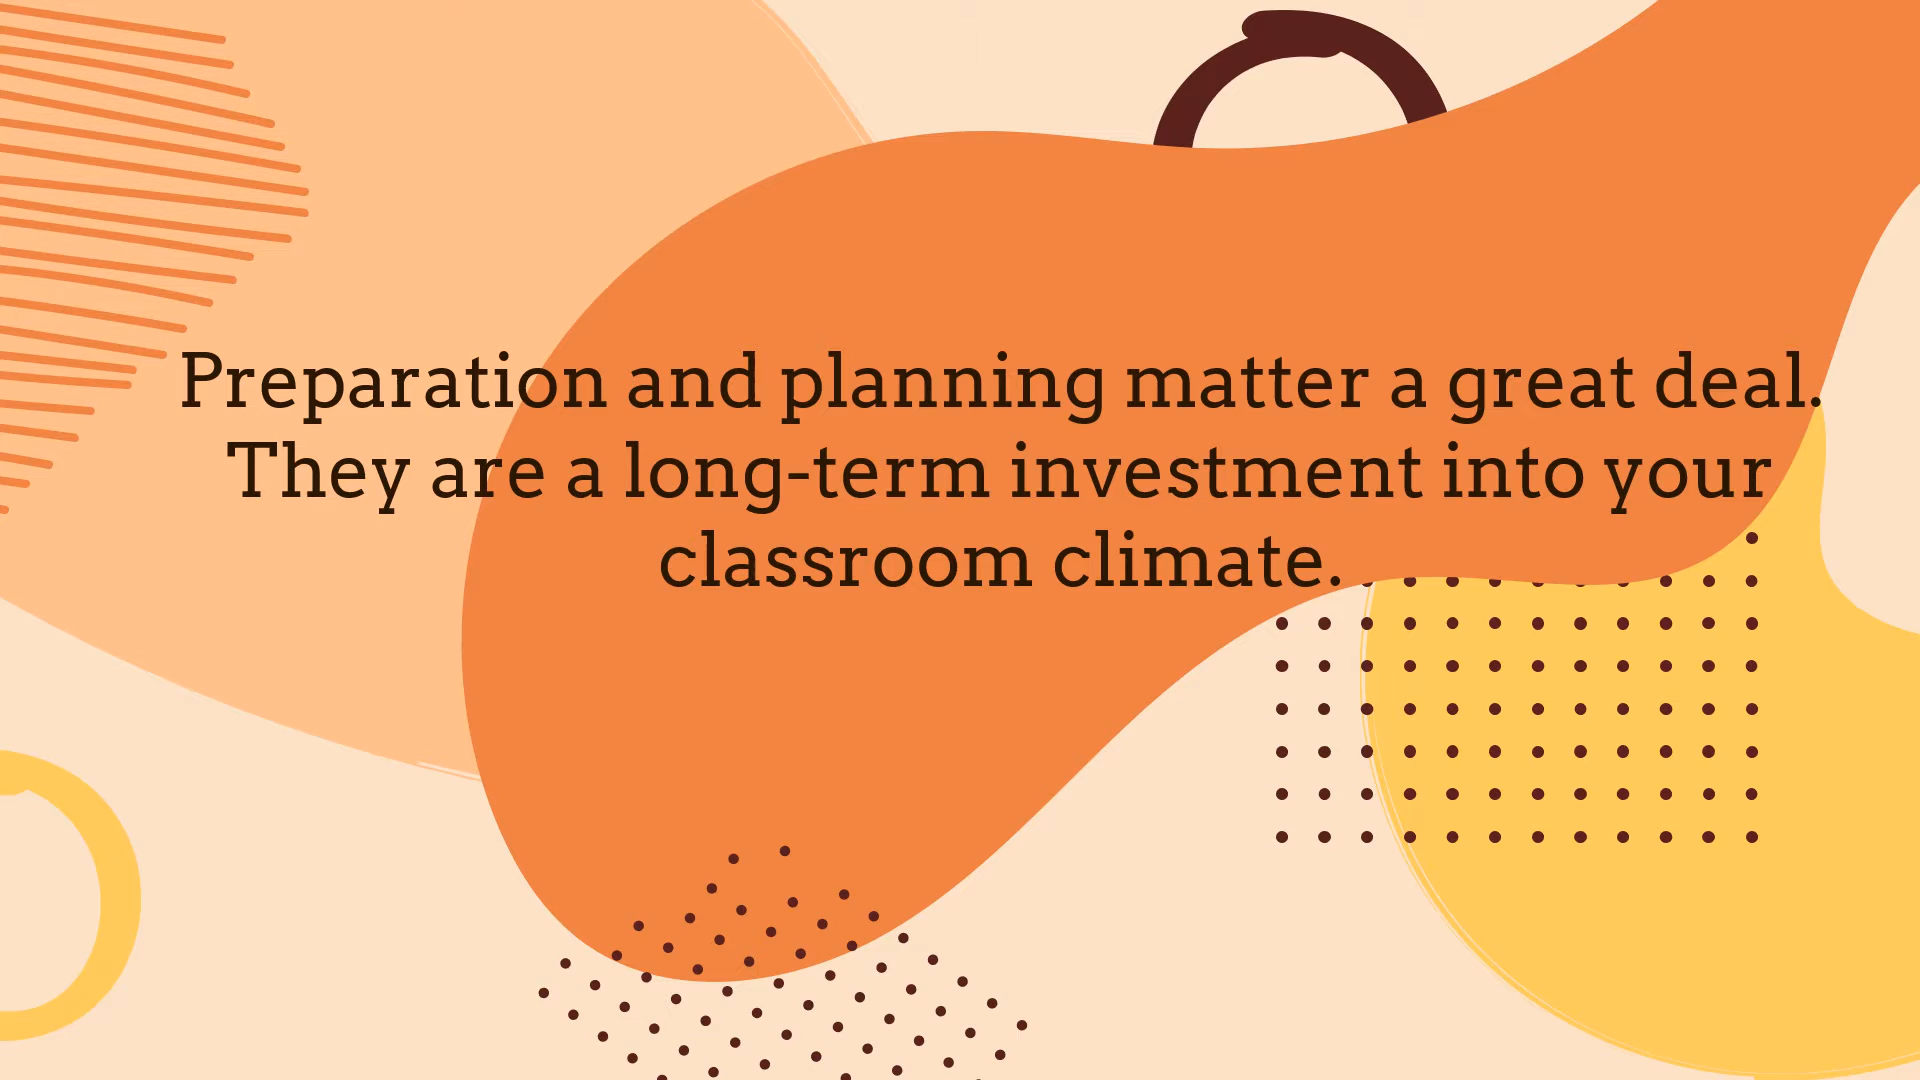 Preparation and planning matter a great deal.
They are a long-term investment into your
classroom climate.